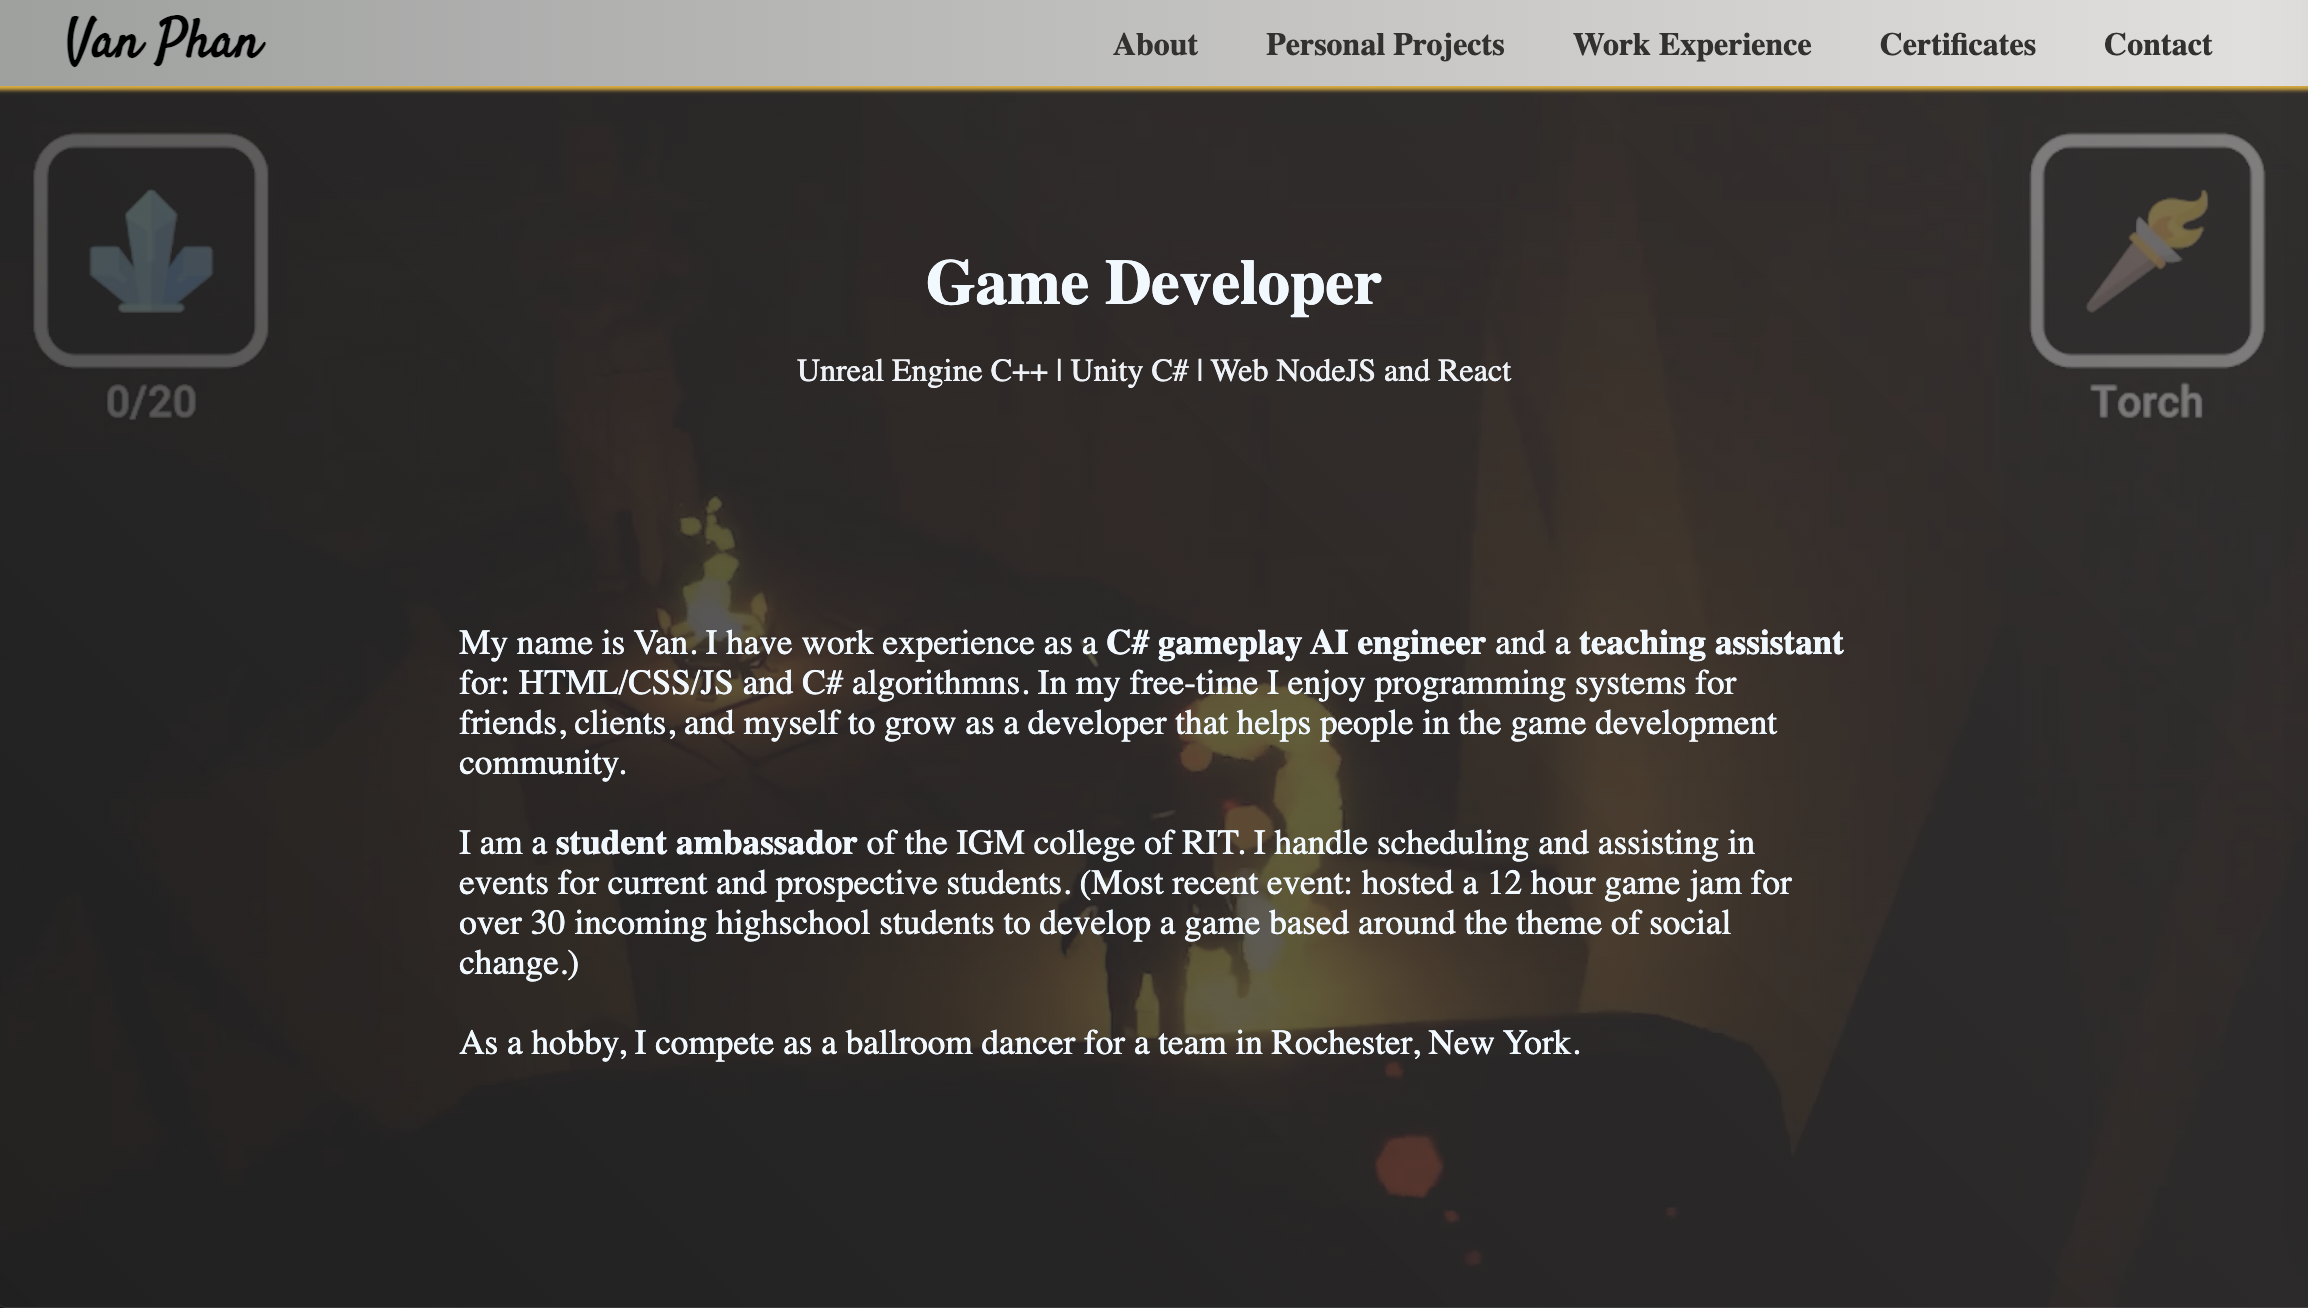 Van Phan
About Personal Projects Work Experience Certificates Contact
0/20
Torch
Game Developer
Unreal Engine C++ | Unity C# | Web NodeJS and React
My name is Van. I have work experience as a C# gameplay AI engineer and a teaching assistant
for: HTML/CSS/JS and C# algorithmns. In my free-time I enjoy programming systems for
friends, clients, and myself to grow as a developer that helps people in the game development
community.
I am a student ambassador of the IGM college of RIT. I handle scheduling and assisting in
events for current and prospective students. (Most recent event: hosted a 12 hour game jam for
over 30 incoming highschool students to develop a game based around the theme of social
change.)
As a hobby, I compete as a ballroom dancer for a team in Rochester, New York.